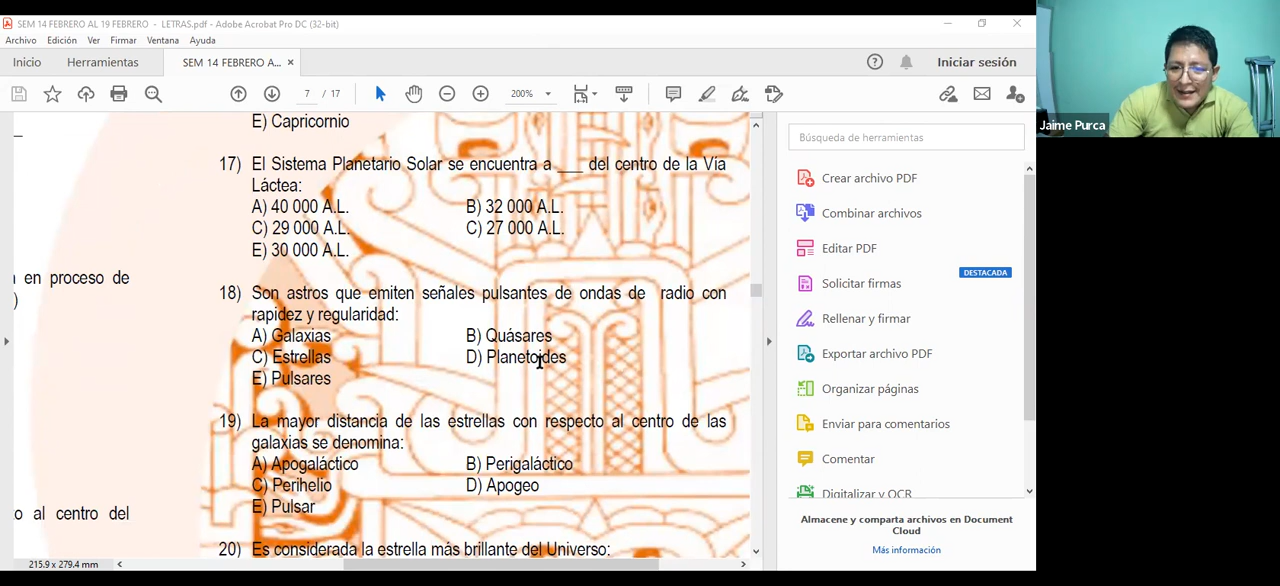 SEM 14 FEBRERO AL 19 FEBRERO - LETRAS.pdf - Adobe Acrobat Pro DC (32-bit)
Archivo Edición Ver Firmar Ventana Ayuda
Inicio Herramientas SEM 14 FEBRERO A... × Iniciar sesión
7 / 17 200%
Jaime Purca
E) Capricornio
17) El Sistema Planetario Solar se encuentra a ___ del centro de la Vía
Láctea:
A) 40 000 A.L. B) 32 000 A.L.
C) 29 000 A.L. C) 27 000 A.L.
E) 30 000 A.L.
en proceso de
)
18) Son astros que emiten señales pulsantes de ondas de radio con
rapidez y regularidad:
A) Galaxias B) Quásares
C) Estrellas D) Planetoides
E) Pulsares
19) La mayor distancia de las estrellas con respecto al centro de las
galaxias se denomina:
A) Apogaláctico B) Perigaláctico
C) Perihelio D) Apogeo
E) Pulsar
al centro del
20) Es considerada la estrella más brillante del Universo:
215.9 x 279.4 mm
Búsqueda de herramientas
Crear archivo PDF
Combinar archivos
Editar PDF
DESTACADA
Solicitar firmas
Rellenar y firmar
Exportar archivo PDF
Organizar páginas
Enviar para comentarios
Comentar
Digitalizar y OCR
Almacene y comparta archivos en Document
Cloud
Más información